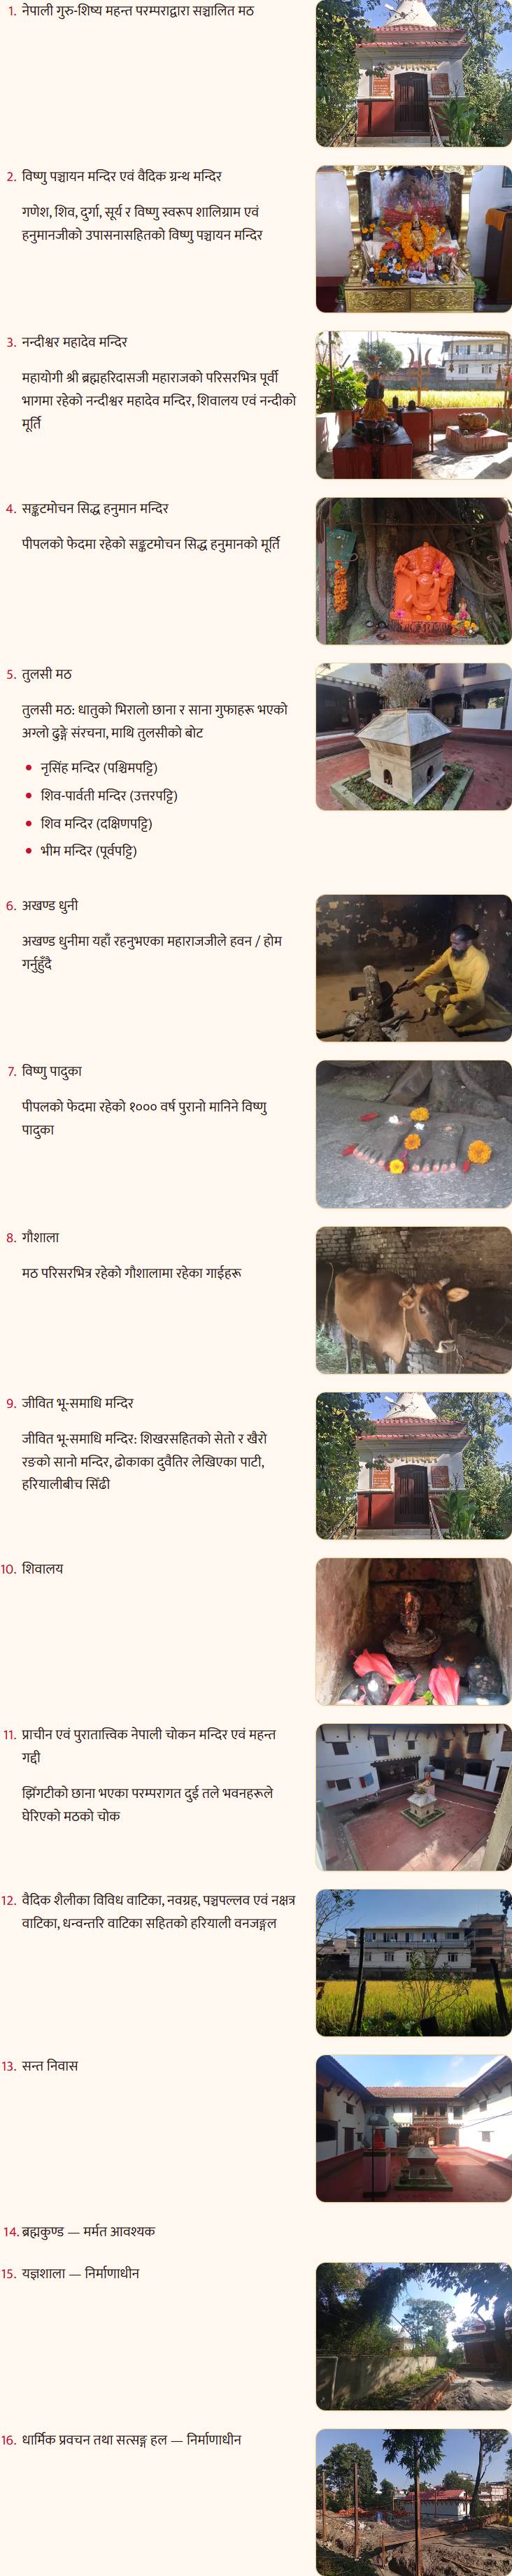 1. नेपाली गुरु-शिष्य महन्त परम्पराद्वारा सञ्चालित मठ
2. विष्णु पञ्चायन मन्दिर एवं वैदिक ग्रन्थ मन्दिर
गणेश, शिव, दुर्गा, सूर्य र विष्णु स्वरूप शालिग्राम एवं
हनुमानजीको उपासनासहितको विष्णु पञ्चायन मन्दिर
3. नन्दीश्वर महादेव मन्दिर
महायोगी श्री ब्रह्महरिदासजी महाराजको परिसरभित्र पूर्वी
भागमा रहेको नन्दीश्वर महादेव मन्दिर, शिवालय एवं नन्दीको
मूर्ति
4. सङ्कटमोचन सिद्ध हनुमान मन्दिर
पीपलको फेदमा रहेको सङ्कटमोचन सिद्ध हनुमानको मूर्ति
5. तुलसी मठ
तुलसी मठ: धातुको भिरालो छाना र साना गुफाहरू भएको
अग्लो ढुङ्गे संरचना, माथि तुलसीको बोट
• नृसिंह मन्दिर (पश्चिमपट्टि)
• शिव-पार्वती मन्दिर (उत्तरपट्टि)
• शिव मन्दिर (दक्षिणपट्टि)
• भीम मन्दिर (पूर्वपट्टि)
6. अखण्ड धुनी
अखण्ड धुनीमा यहाँ रहनुभएका महाराजजीले हवन / होम
गर्नुहुँदै
7. विष्णु पादुका
पीपलको फेदमा रहेको १००० वर्ष पुरानो मानिने विष्णु
पादुका
8. गौशाला
मठ परिसरभित्र रहेको गौशालामा रहेका गाईहरू
9. जीवित भू-समाधि मन्दिर
जीवित भू-समाधि मन्दिर: शिखरसहितको सेतो र खैरो
रङको सानो मन्दिर, ढोकाका दुवैतिर लेखिएका पाटी,
हरियालीबीच सिँढी
10. शिवालय
11. प्राचीन एवं पुरातात्त्विक नेपाली चोकन मन्दिर एवं महन्त
गद्दी
झिँगटीको छाना भएका परम्परागत दुई तले भवनहरूले
घेरिएको मठको चोक
12. वैदिक शैलीका विविध वाटिका, नवग्रह, पञ्चपल्लव एवं नक्षत्र
वाटिका, धन्वन्तरि वाटिका सहितको हरियाली वनजङ्गल
13. सन्त निवास
14. ब्रह्मकुण्ड — मर्मत आवश्यक
15. यज्ञशाला — निर्माणाधीन
16. धार्मिक प्रवचन तथा सत्सङ्ग हल — निर्माणाधीन